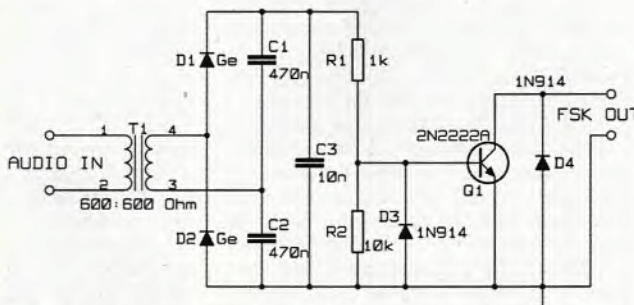 C1
D1 Ge
R1 1k
470n
1N914
T1
1 4
FSK OUT
2N2222A
C3
AUDIO IN
D4
10n
2 3
Q1
600:600 Ohm
C2
D3
D2 Ge
R2
1N914
470n
10k